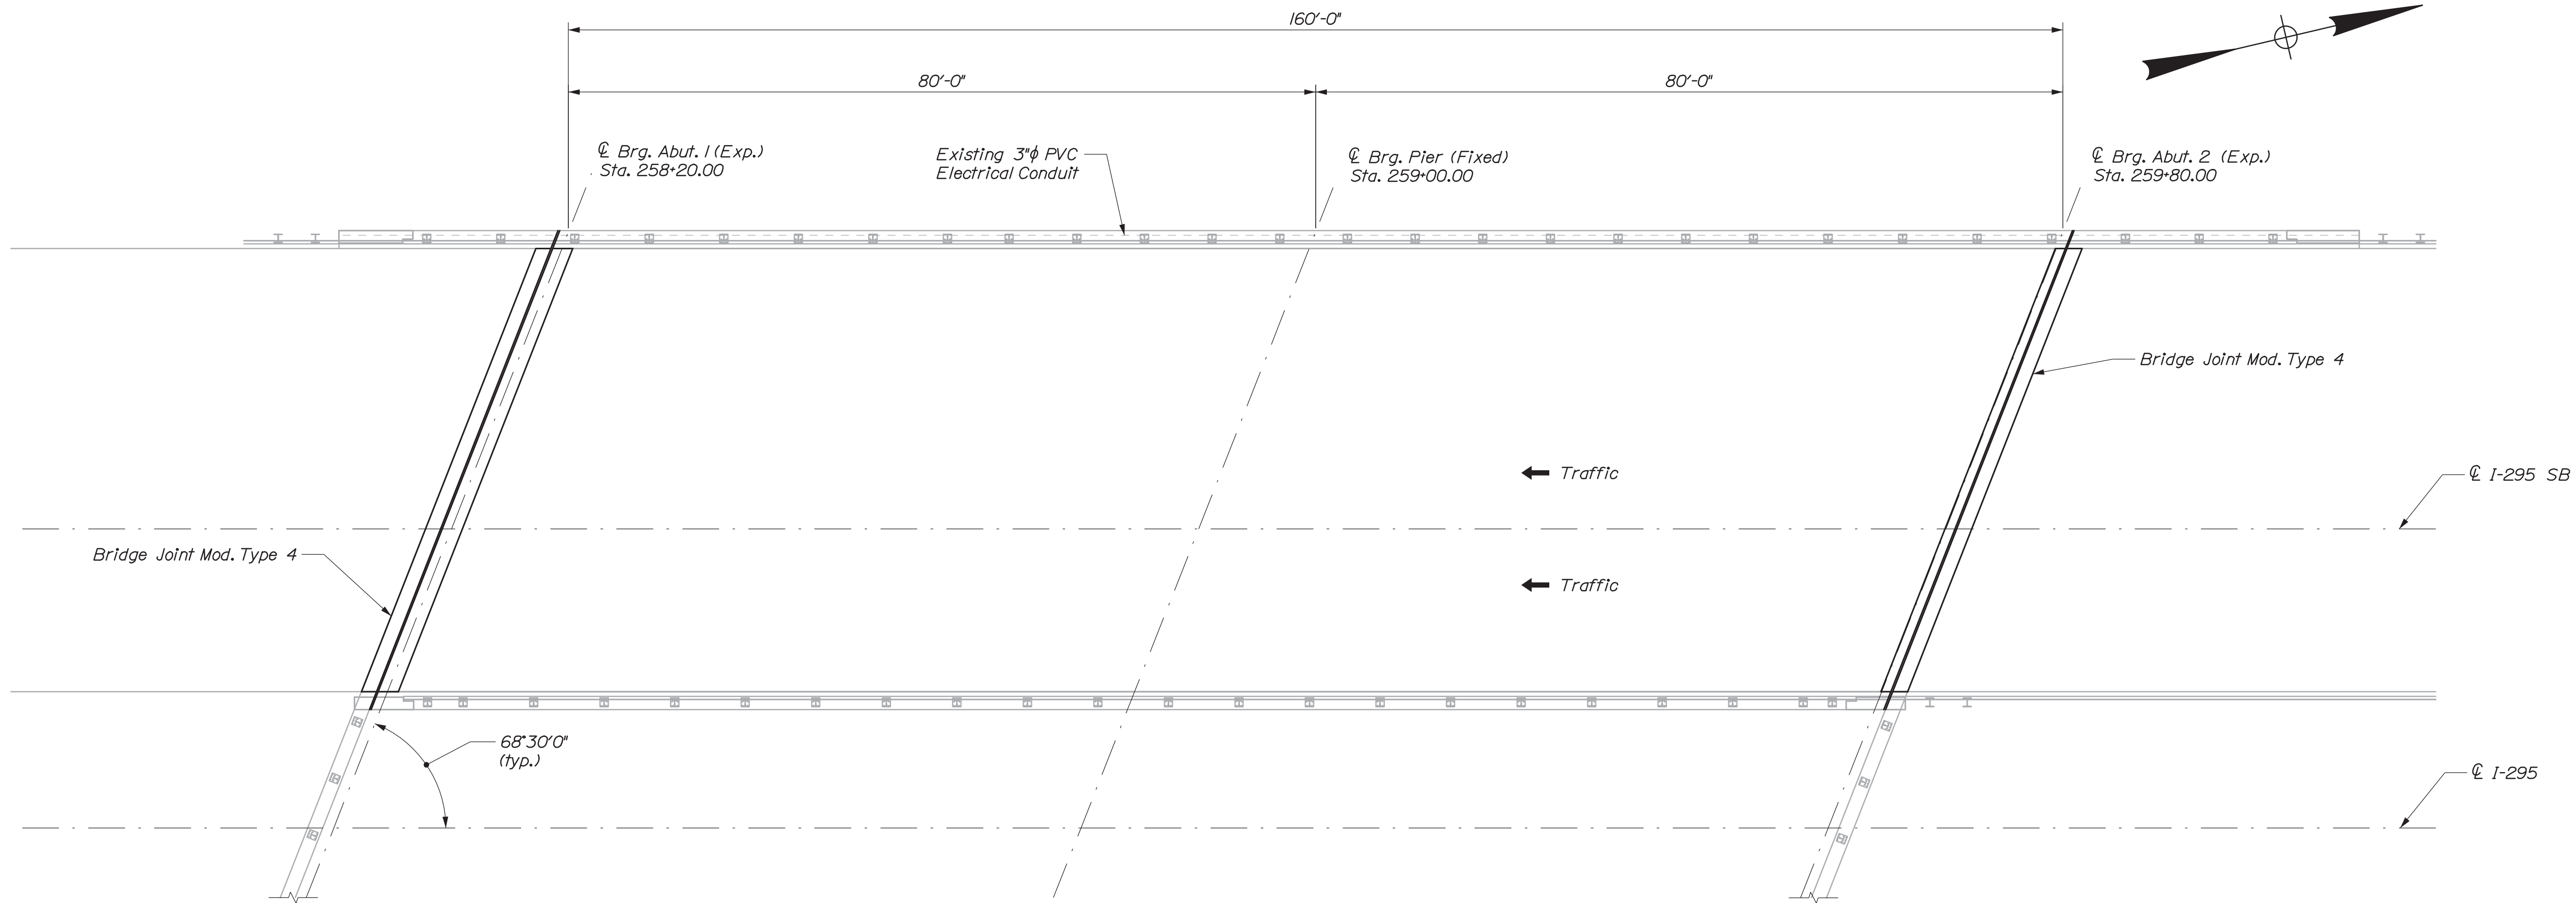 160'-0"
80'-0"
80'-0"
℄ Brg. Abut. 1 (Exp.)
Sta. 258+20.00
Existing 3"ϕ PVC
Electrical Conduit
℄ Brg. Pier (Fixed)
Sta. 259+00.00
℄ Brg. Abut. 2 (Exp.)
Sta. 259+80.00
Bridge Joint Mod. Type 4
Traffic
℄ I-295 SB
Bridge Joint Mod. Type 4
Traffic
68°30'0"
(typ.)
℄ I-295